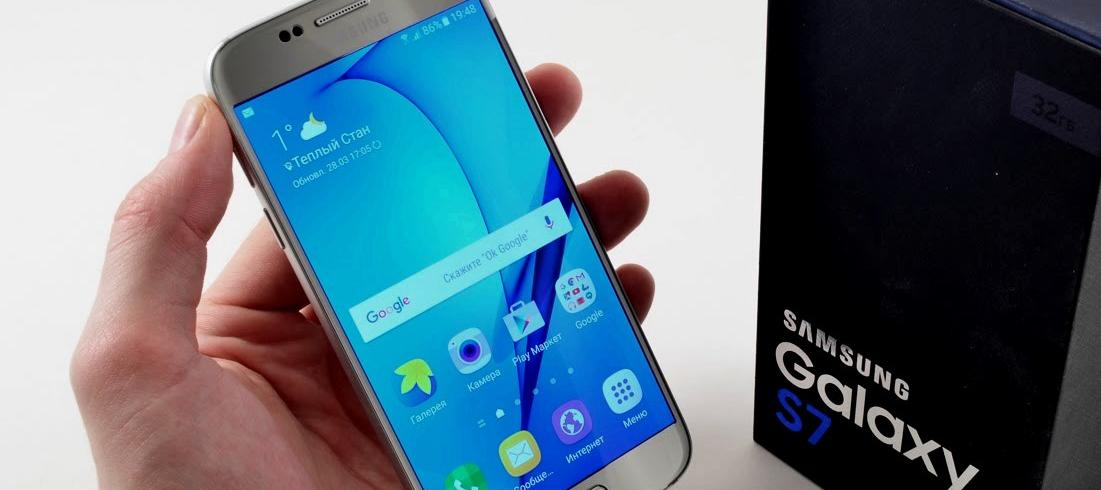 SAMSUNG
86% 19:48
1°
Теплый Стан
Обновл. 28.03 17:05
Google
Скажите "Ok Google"
Галерея
Камера
Play Маркет
Google
Сообще...
Интернет
Меню
32ГБ
SAMSUNG
Galaxy
S7